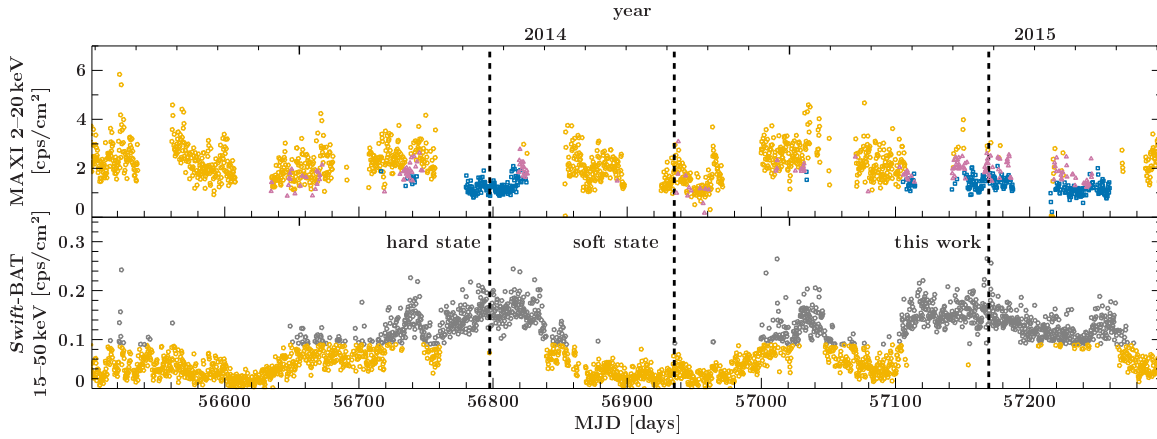 year
2014 2015
MAXI 2–20 keV
[cps/cm²]
6
4
2
0
Swift-BAT
15–50 keV [cps/cm²]
hard state soft state this work
0.3
0.2
0.1
0
56600 56700 56800 56900 57000 57100 57200
MJD [days]